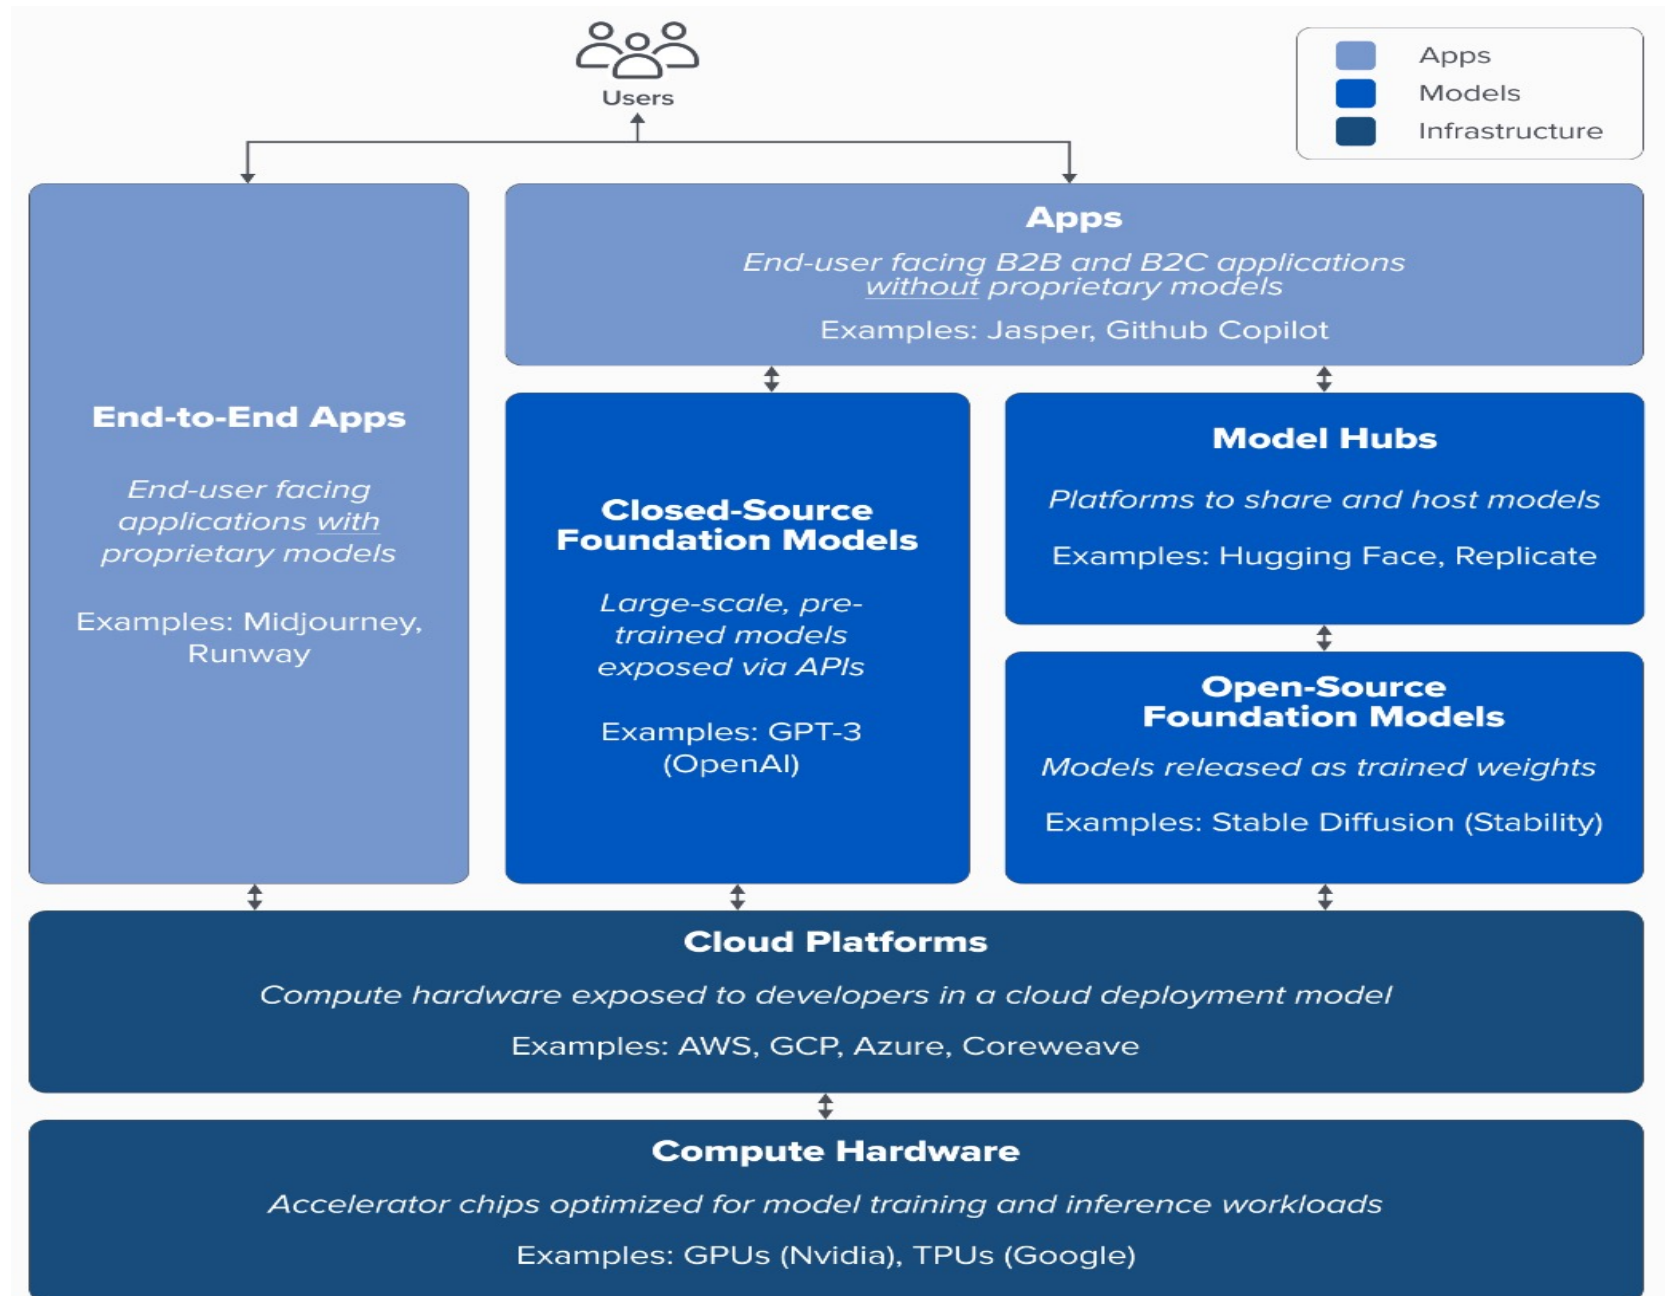 Users
Apps
Models
Infrastructure
Apps
End-user facing B2B and B2C applications
without proprietary models
Examples: Jasper, Github Copilot
End-to-End Apps
End-user facing
applications with
proprietary models
Examples: Midjourney,
Runway
Closed-Source
Foundation Models
Large-scale, pre-
trained models
exposed via APIs
Examples: GPT-3
(OpenAI)
Model Hubs
Platforms to share and host models
Examples: Hugging Face, Replicate
Open-Source
Foundation Models
Models released as trained weights
Examples: Stable Diffusion (Stability)
Cloud Platforms
Compute hardware exposed to developers in a cloud deployment model
Examples: AWS, GCP, Azure, Coreweave
Compute Hardware
Accelerator chips optimized for model training and inference workloads
Examples: GPUs (Nvidia), TPUs (Google)